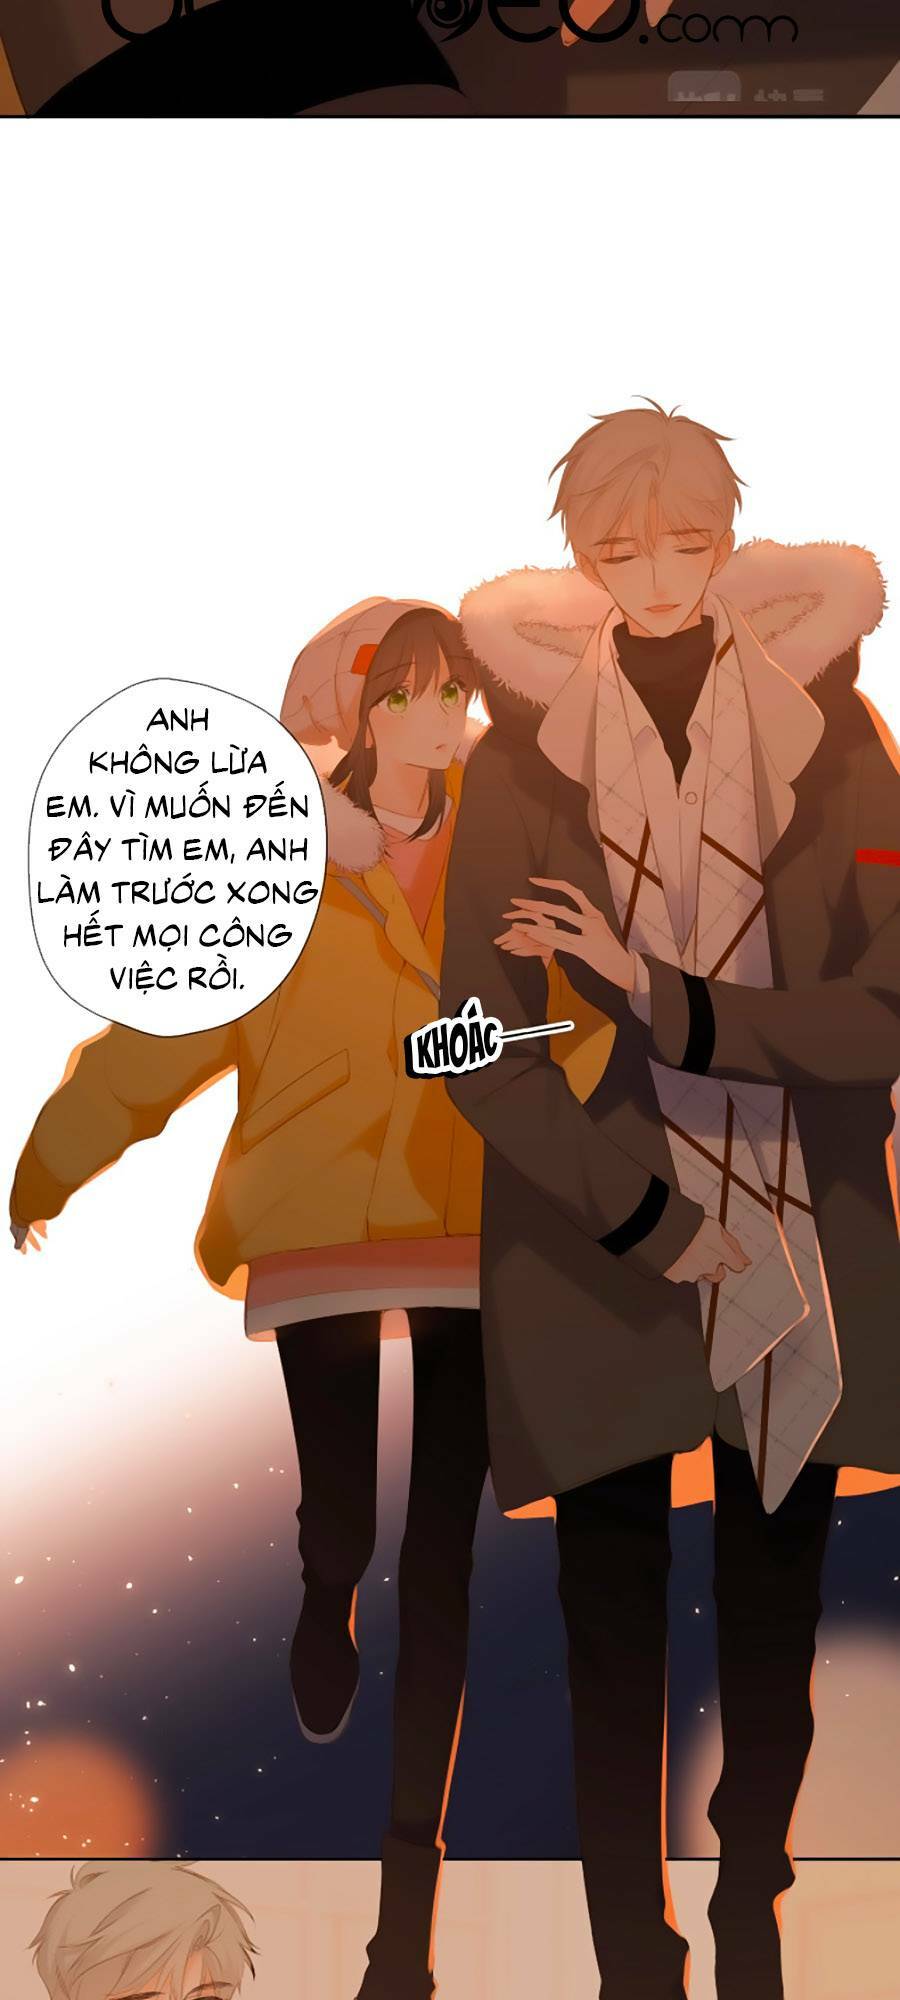 .comm
ANH
KHÔNG LỪA
EM. VÌ MUỐN ĐẾN
ĐÂY TÌM EM, ANH
LÀM TRƯỚC XONG
HẾT MỌI CÔNG
VIỆC RỒI.
KHOÁC